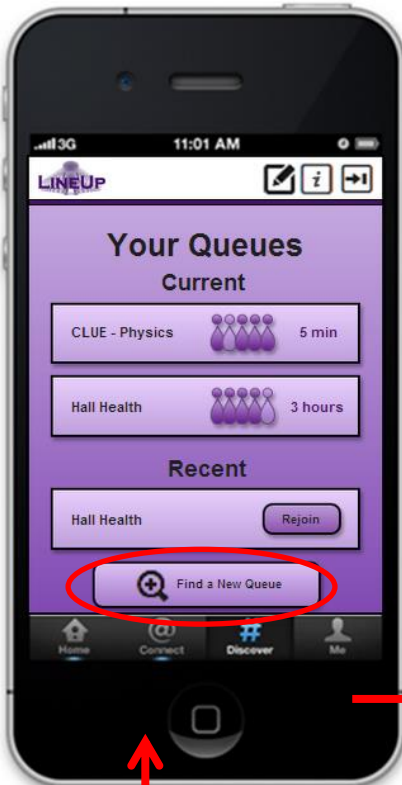 3G 11:01 AM
LINEUP i
Your Queues
Current
CLUE - Physics 5 min
Hall Health 3 hours
Recent
Hall Health Rejoin
Find a New Queue
@ #
Home Connect Discover Me